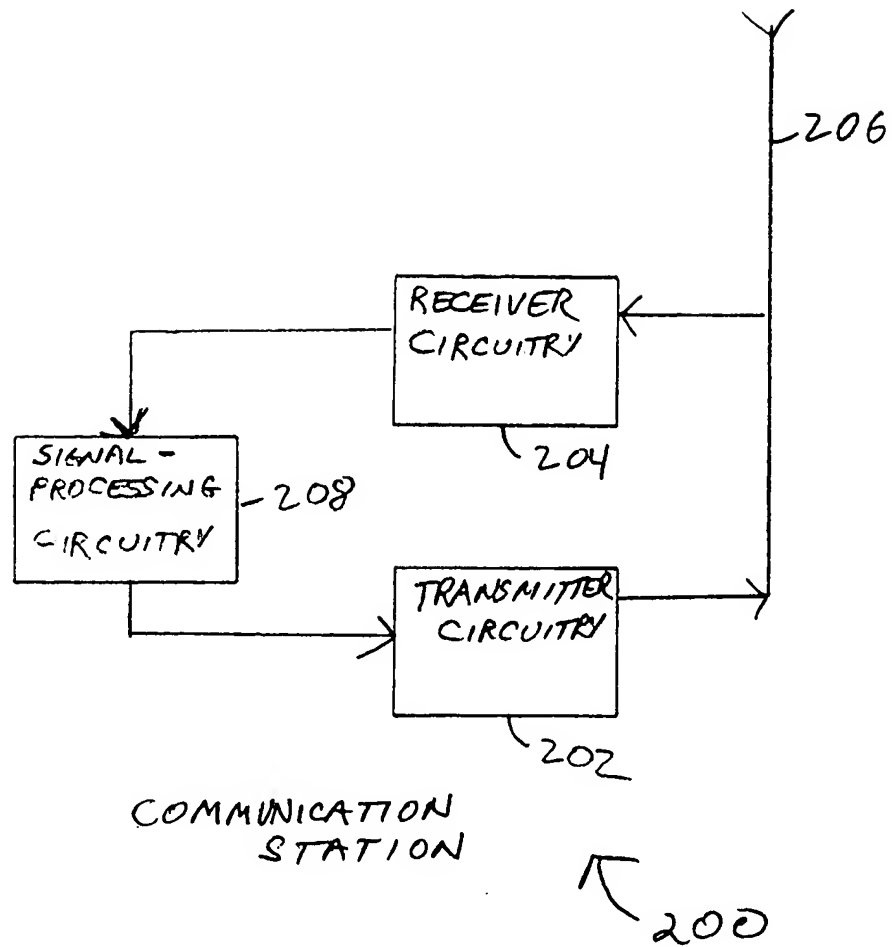 206
RECEIVER
CIRCUITRY
204
SIGNAL-
PROCESSING
CIRCUITRY
208
TRANSMITTER
CIRCUITRY
202
COMMUNICATION
STATION
200